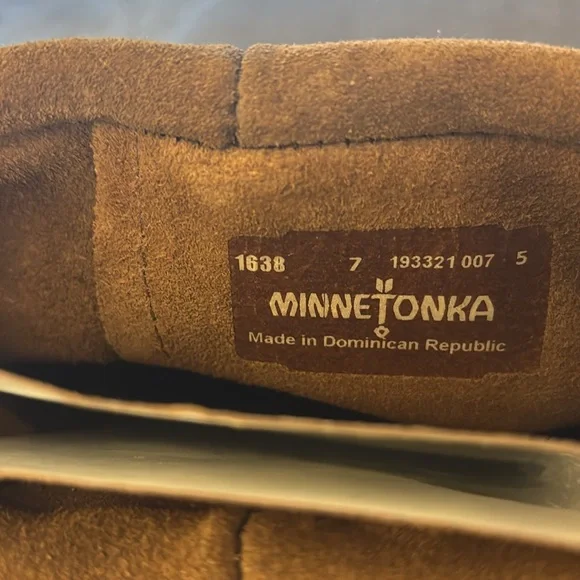 1638 7 193321 007 5
MINNETONKA
Made in Dominican Republic